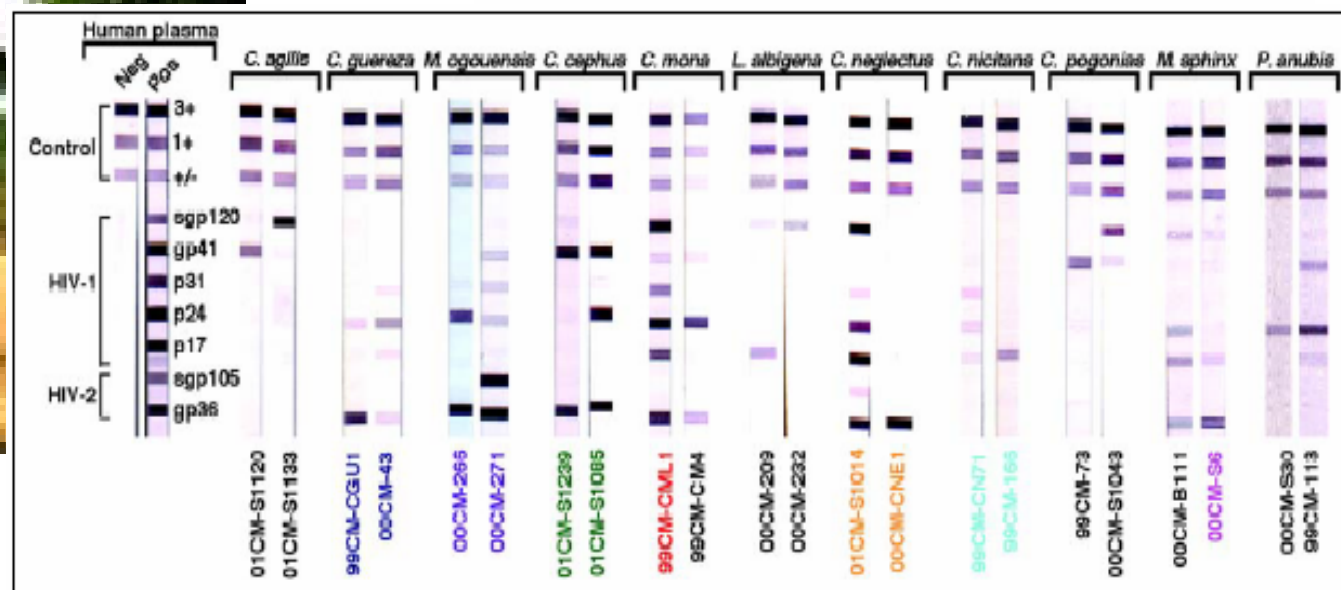 Human plasma
Neg Pos C. agilis C. guereza M. ogouensis C. cephus C. mona L. albigena C. neglectus C. nicitans C. pogonias M. sphinx P. anubis
Control
3+
1+
+/-
HIV-1
sgp120
gp41
p31
p24
p17
HIV-2
sgp105
gp36
01CM-S1120
01CM-S1133
99CM-CGU1
00CM-43
00CM-266
00CM-271
01CM-S1239
01CM-S1085
99CM-CML1
99CM-CM4
00CM-209
00CM-232
01CM-S1014
00CM-CNE1
99CM-CN71
99CM-166
99CM-73
00CM-S1043
00CM-B111
00CM-S6
00CM-S30
99CM-113